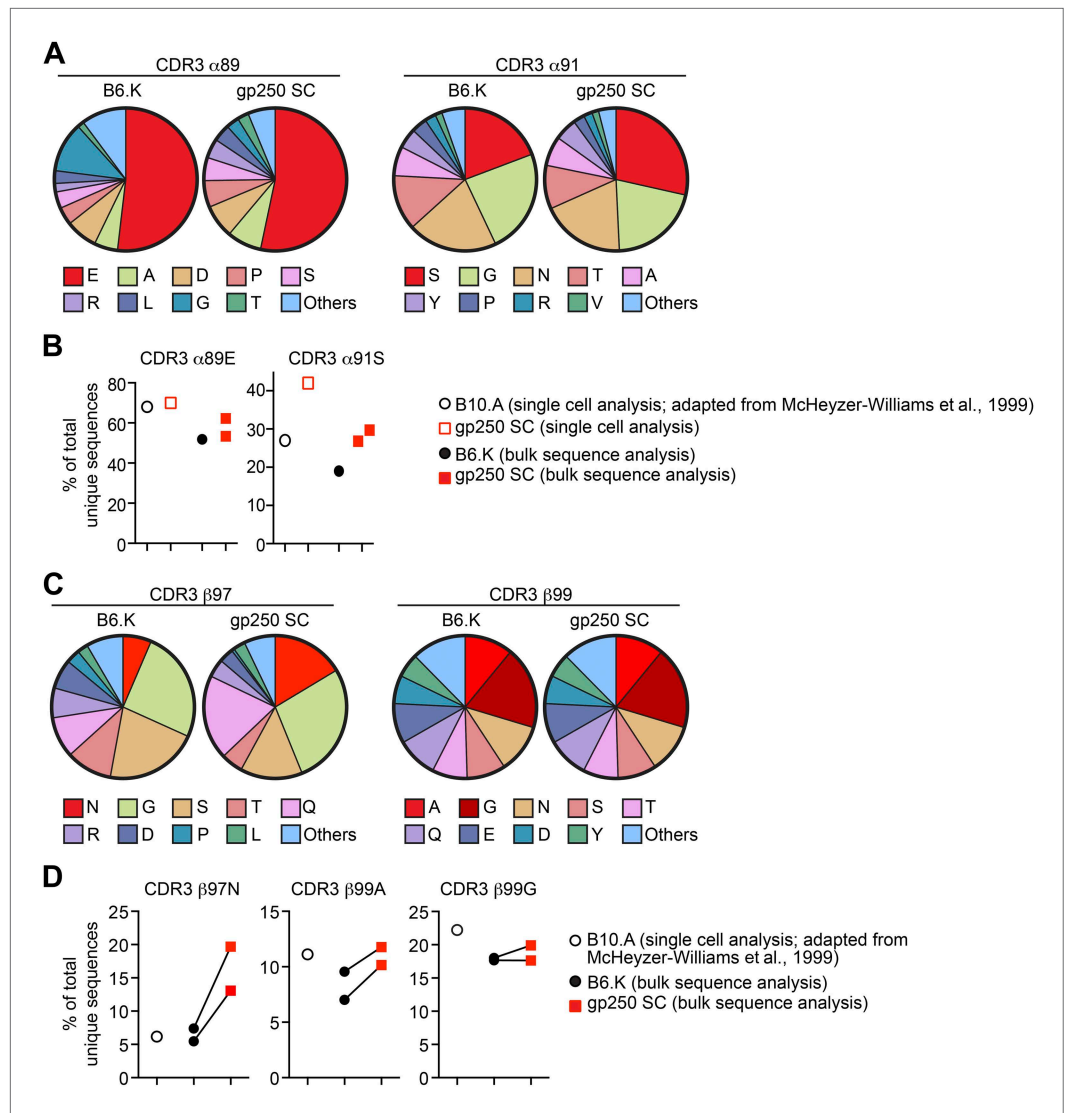 A
CDR3 α89
B6.K
gp250 SC
CDR3 α91
B6.K
gp250 SC
E
A
D
P
S
R
L
G
T
Others
S
G
N
T
A
Y
P
R
V
Others
B
CDR3 α89E
CDR3 α91S
% of total
unique sequences
80
60
40
20
0
40
30
20
10
0
B10.A (single cell analysis; adapted from McHeyzer-Williams et al., 1999)
gp250 SC (single cell analysis)
B6.K (bulk sequence analysis)
gp250 SC (bulk sequence analysis)
C
CDR3 β97
B6.K
gp250 SC
CDR3 β99
B6.K
gp250 SC
N
G
S
T
Q
R
D
P
L
Others
A
G
N
S
T
Q
E
D
Y
Others
D
CDR3 β97N
CDR3 β99A
CDR3 β99G
% of total
unique sequences
25
20
15
10
5
0
15
10
5
0
25
20
15
10
5
0
B10.A (single cell analysis; adapted from
McHeyzer-Williams et al., 1999)
B6.K (bulk sequence analysis)
gp250 SC (bulk sequence analysis)